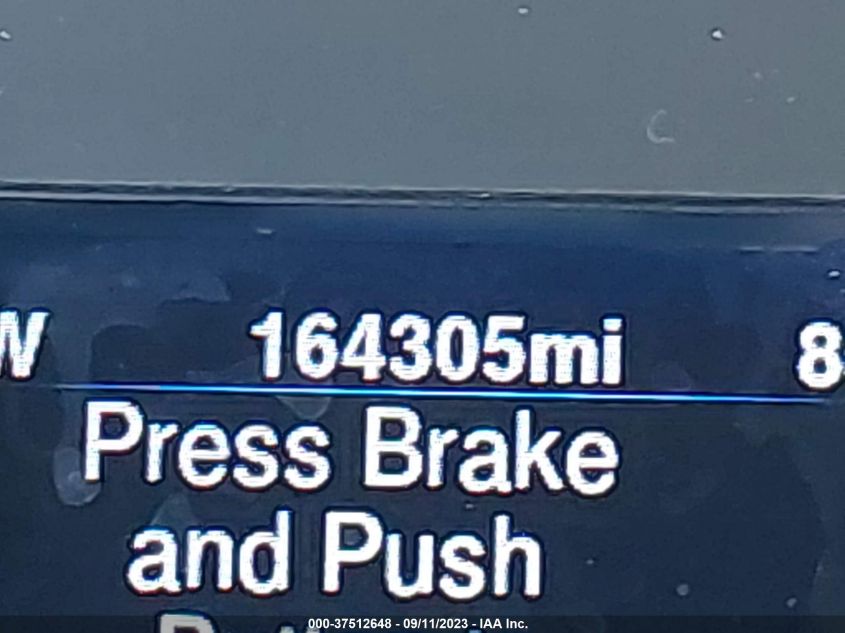 W 164305mi 8
Press Brake
and Push
000-37512648 - 09/11/2023 - IAA Inc.